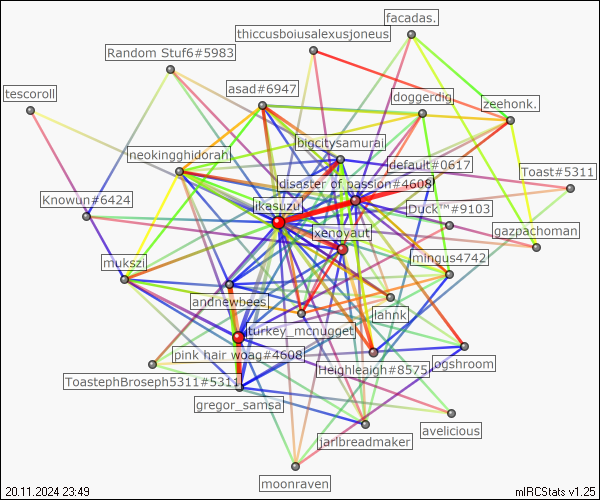 facadas.
thiccusboiusalexusjoneus
Random Stuf6#5983
tescoroll
asad#6947
doggerdig
zeehonk.
bigcitysamurai
neokingghidorah
default#0617
Toast#5311
disaster of passion#4608
Knowun#6424
ikasuzu
Duck™#9103
xenoyaut
gazpachoman
mukszi
mingus4742
andnewbees
lahnk
turkey_mcnugget
pink hair woag#4608
ogshroom
Heighleaigh#8575
ToastephBroseph5311#5311
gregor_samsa
avelicious
jarlbreadmaker
moonraven
20.11.2024 23:49
mIRCStats v1.25